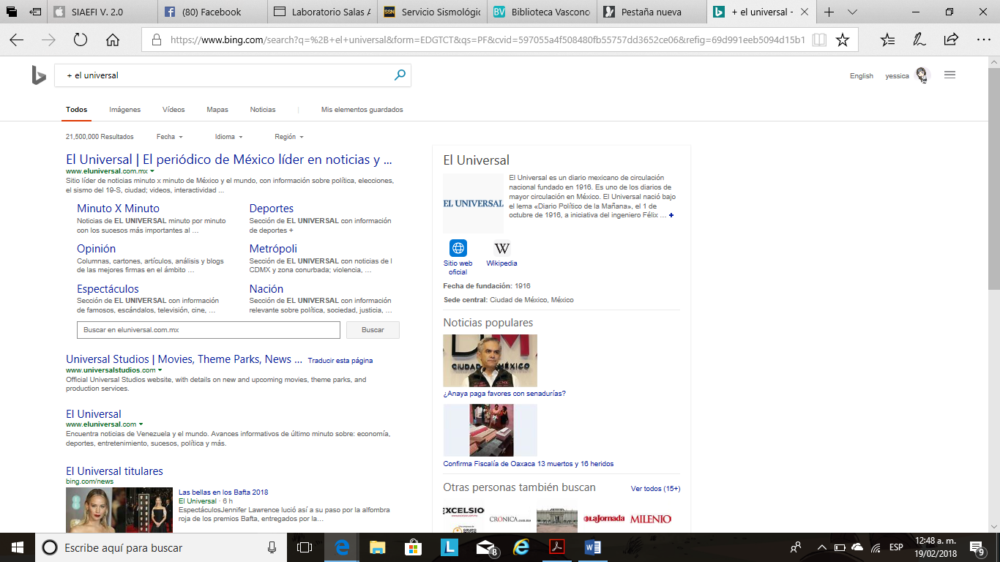 SIAEFI V. 2.0
(80) Facebook
Laboratorio Salas A
SSN Servicio Sismológic
BV Biblioteca Vasconce
Pestaña nueva
+ el universal -
https://www.bing.com/search?q=%2B+el+universal&form=EDGTCT&qs=PF&cvid=597055a4f508480fb55757dd3652ce06&refig=69d991eeb5094d15b1
+ el universal
English
yessica
Todos
Imágenes
Vídeos
Mapas
Noticias
Mis elementos guardados
21,500,000 Resultados
Fecha
Idioma
Región
El Universal | El periódico de México líder en noticias y ...
www.eluniversal.com.mx
Sitio líder de noticias minuto x minuto de México y el mundo, con información sobre política, elecciones,
el sismo del 19-S, ciudad; videos, interactividad ...
Minuto X Minuto
Noticias de EL UNIVERSAL minuto por minuto
con los sucesos más importantes al …
Deportes
Sección de EL UNIVERSAL con información
de deportes +
Opinión
Columnas, cartones, artículos, análisis y blogs
de las mejores firmas en el ámbito …
Metrópoli
Sección de EL UNIVERSAL con noticias de l
CDMX y zona conurbada; violencia, …
Espectáculos
Sección de EL UNIVERSAL con información
de famosos, escándalos, televisión, cine, …
Nación
Sección de EL UNIVERSAL con información
relevante sobre política, sociedad, justicia, …
Buscar en eluniversal.com.mx
Buscar
Universal Studios | Movies, Theme Parks, News ... Traducir esta página
www.universalstudios.com
Official Universal Studios website, with details on new and upcoming movies, theme parks, and
production services.
El Universal
www.eluniversal.com
Encuentra noticias de Venezuela y el mundo. Avances informativos de último minuto sobre: economía,
deportes, entretenimiento, sucesos, política y más.
El Universal titulares
bing.com/news
Las bellas en los Bafta 2018
El Universal · 6 h
EspectáculosJennifer Lawrence lució así a su paso por la alfombra
roja de los premios Bafta, entregados por la…
El Universal
EL UNIVERSAL
El Universal es un diario mexicano de circulación
nacional fundado en 1916. Es uno de los diarios de
mayor circulación en México. El Universal nació bajo
el lema «Diario Político de la Mañana», el 1 de
octubre de 1916, a iniciativa del ingeniero Félix … +
Sitio web
oficial
W
Wikipedia
Fecha de fundación: 1916
Sede central: Ciudad de México, México
Noticias populares
CIUDAD MÉXICO
¿Anaya paga favores con senadurías?
Confirma Fiscalía de Oaxaca 13 muertos y 16 heridos
Otras personas también buscan
Ver todos (15+)
EXCELSIO
CRÓNICA.com.mx
LaJornada
MILENIO
Escribe aquí para buscar
L
8
ESP
12:48 a. m.
19/02/2018
9